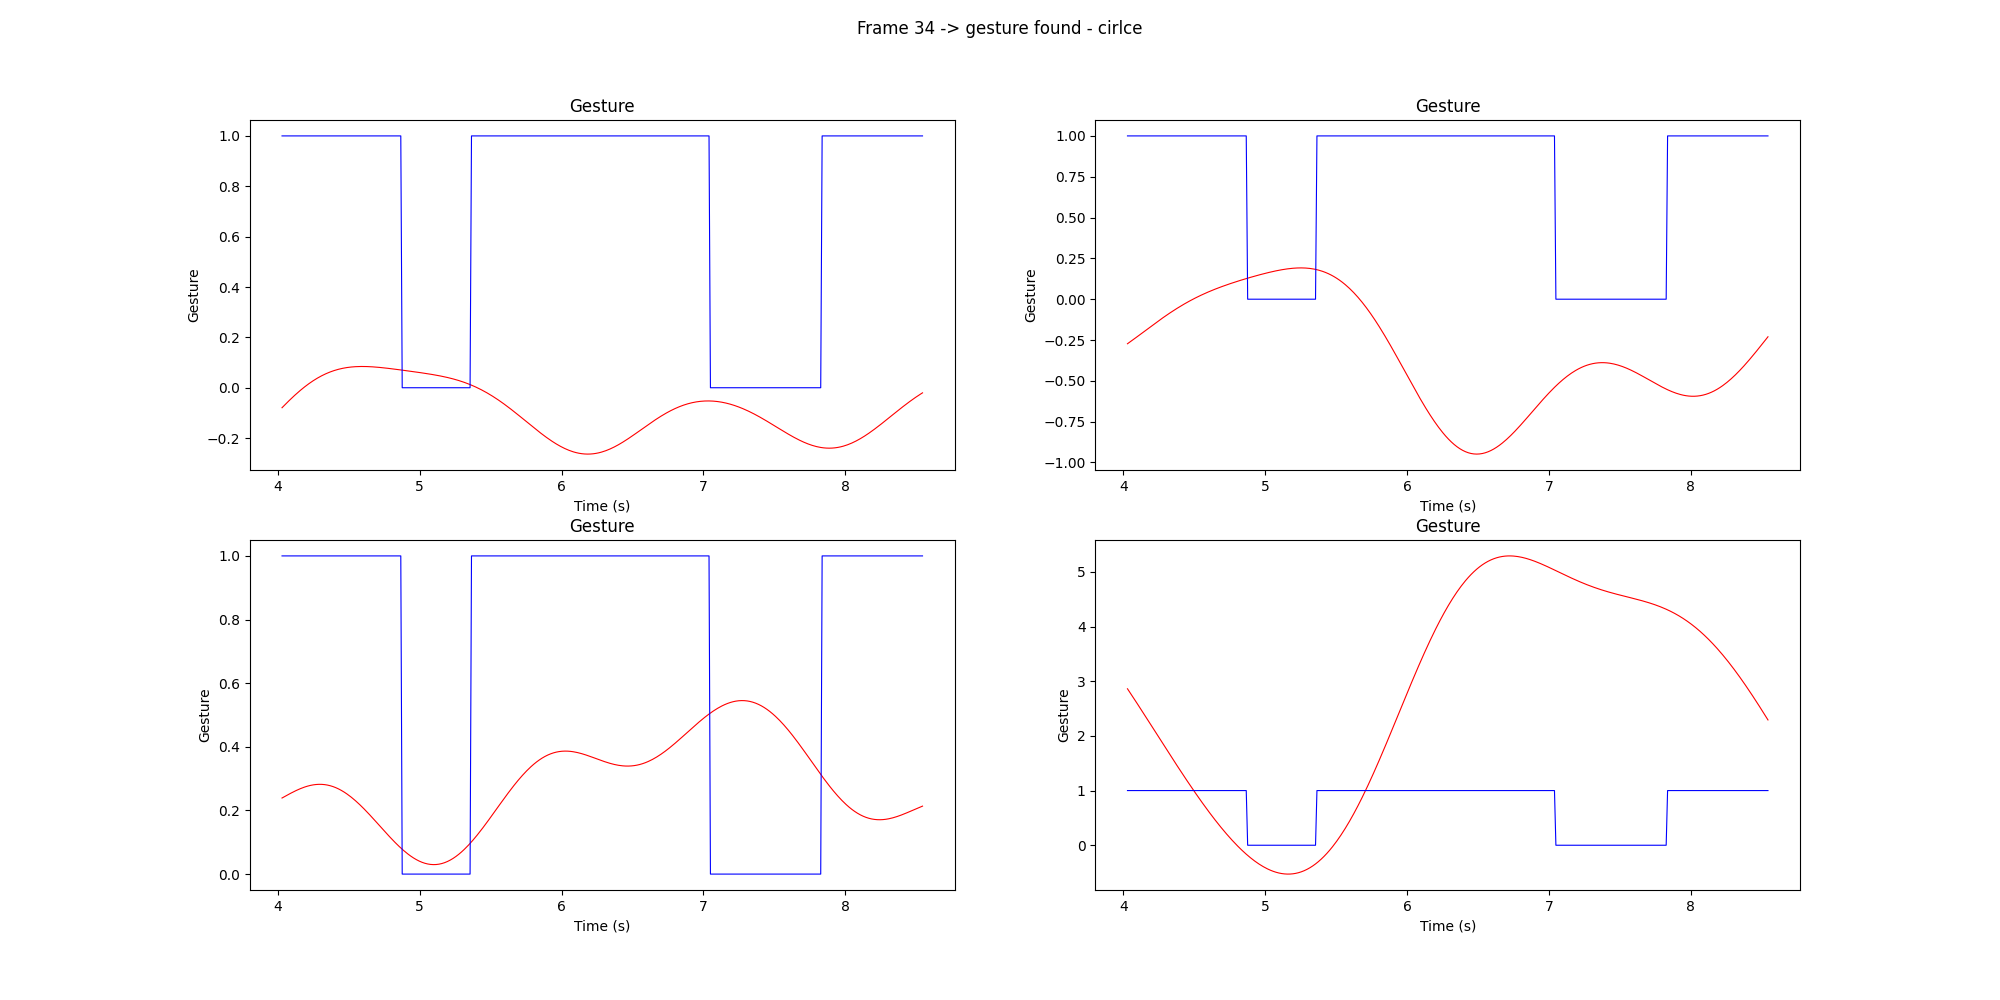 Frame 34 -> gesture found - cirlce
Gesture
1.0
0.8
0.6
0.4
0.2
0.0
−0.2
Gesture
4 5 6 7 8
Time (s)
Gesture
1.00
0.75
0.50
0.25
0.00
−0.25
−0.50
−0.75
−1.00
Gesture
4 5 6 7 8
Time (s)
Gesture
1.0
0.8
0.6
0.4
0.2
0.0
Gesture
4 5 6 7 8
Time (s)
Gesture
5
4
3
2
1
0
Gesture
4 5 6 7 8
Time (s)